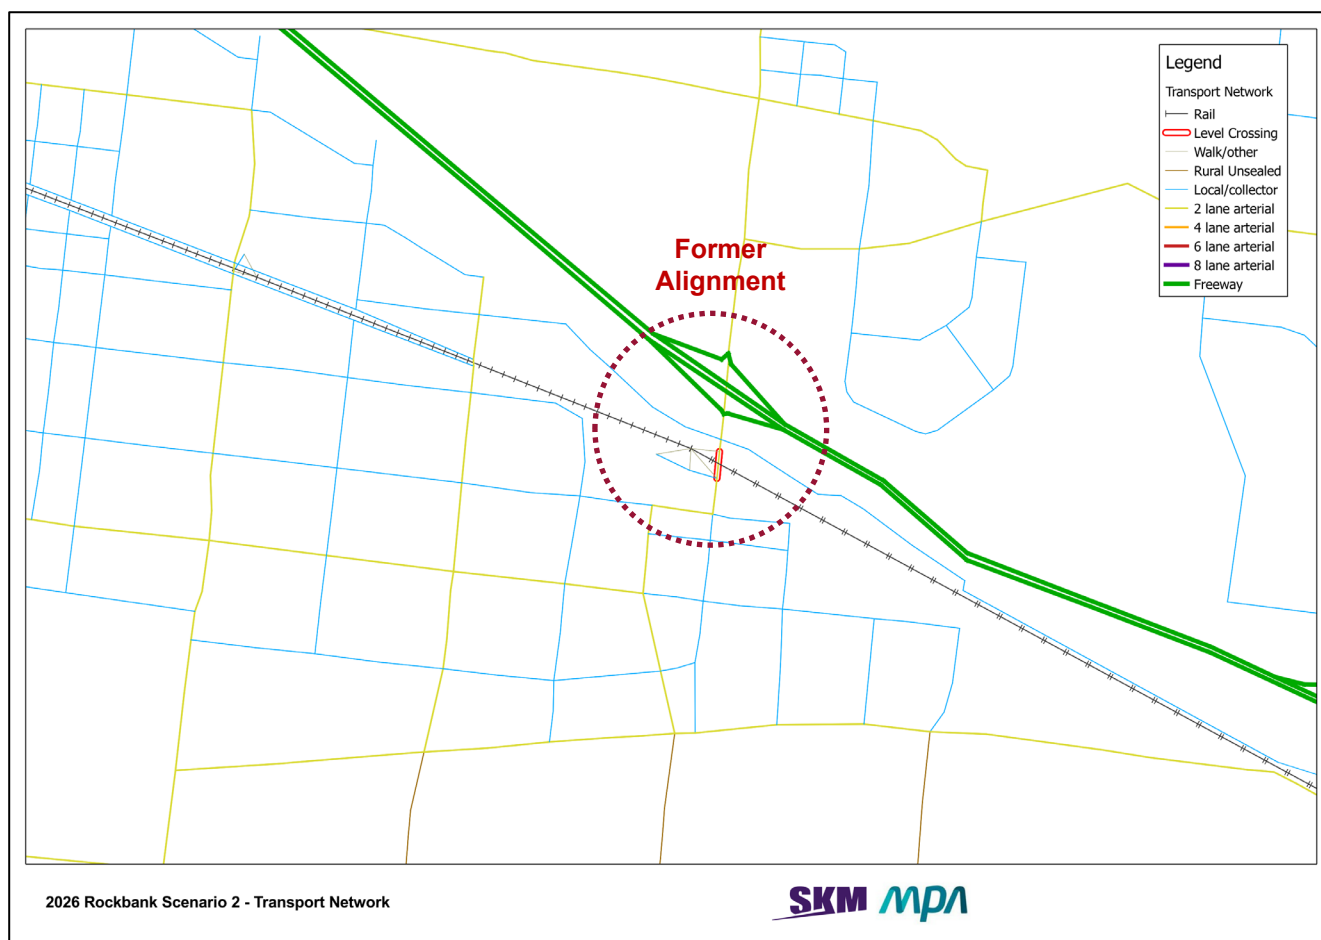 Legend
Transport Network
Rail
Level Crossing
Walk/other
Rural Unsealed
Local/collector
2 lane arterial
4 lane arterial
6 lane arterial
8 lane arterial
Freeway
Former
Alignment
2026 Rockbank Scenario 2 - Transport Network
SKM MPA